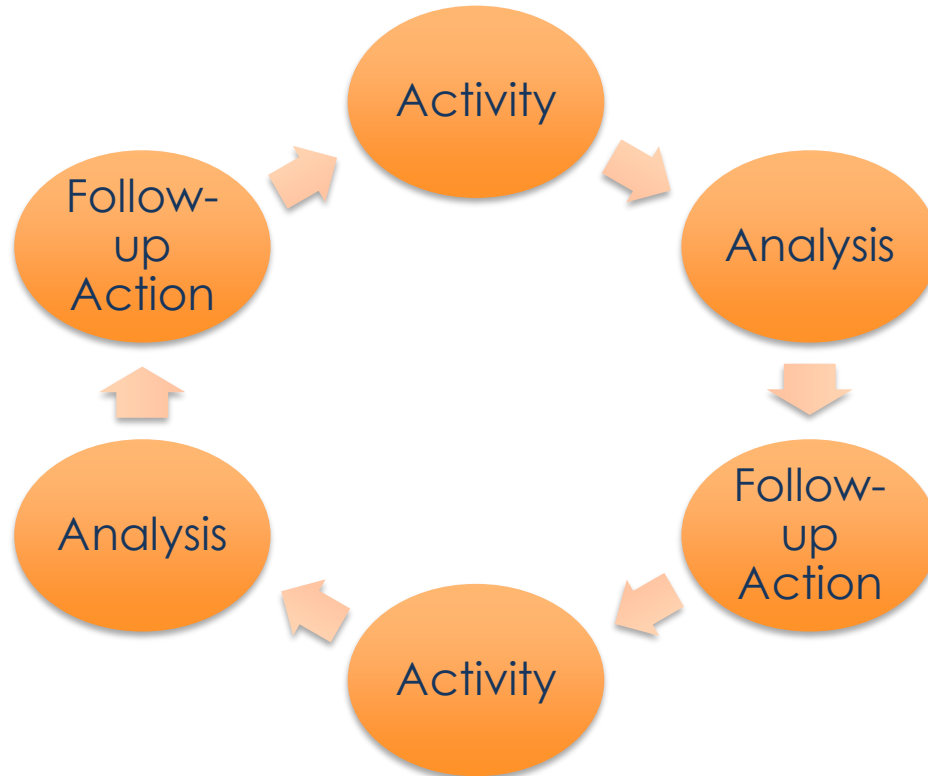 Activity
Analysis
Follow-
up
Action
Activity
Analysis
Follow-
up
Action